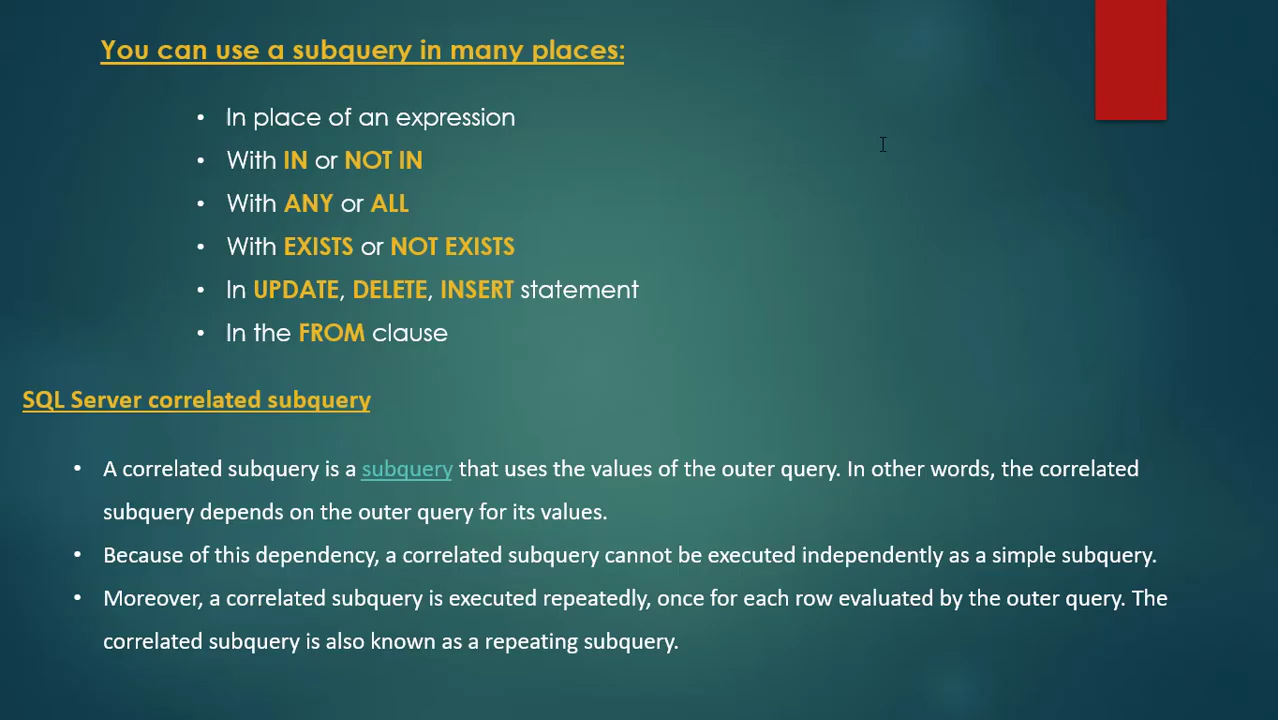 You can use a subquery in many places:
• In place of an expression
• With IN or NOT IN
• With ANY or ALL
• With EXISTS or NOT EXISTS
• In UPDATE, DELETE, INSERT statement
• In the FROM clause
SQL Server correlated subquery
• A correlated subquery is a subquery that uses the values of the outer query. In other words, the correlated
subquery depends on the outer query for its values.
• Because of this dependency, a correlated subquery cannot be executed independently as a simple subquery.
• Moreover, a correlated subquery is executed repeatedly, once for each row evaluated by the outer query. The
correlated subquery is also known as a repeating subquery.